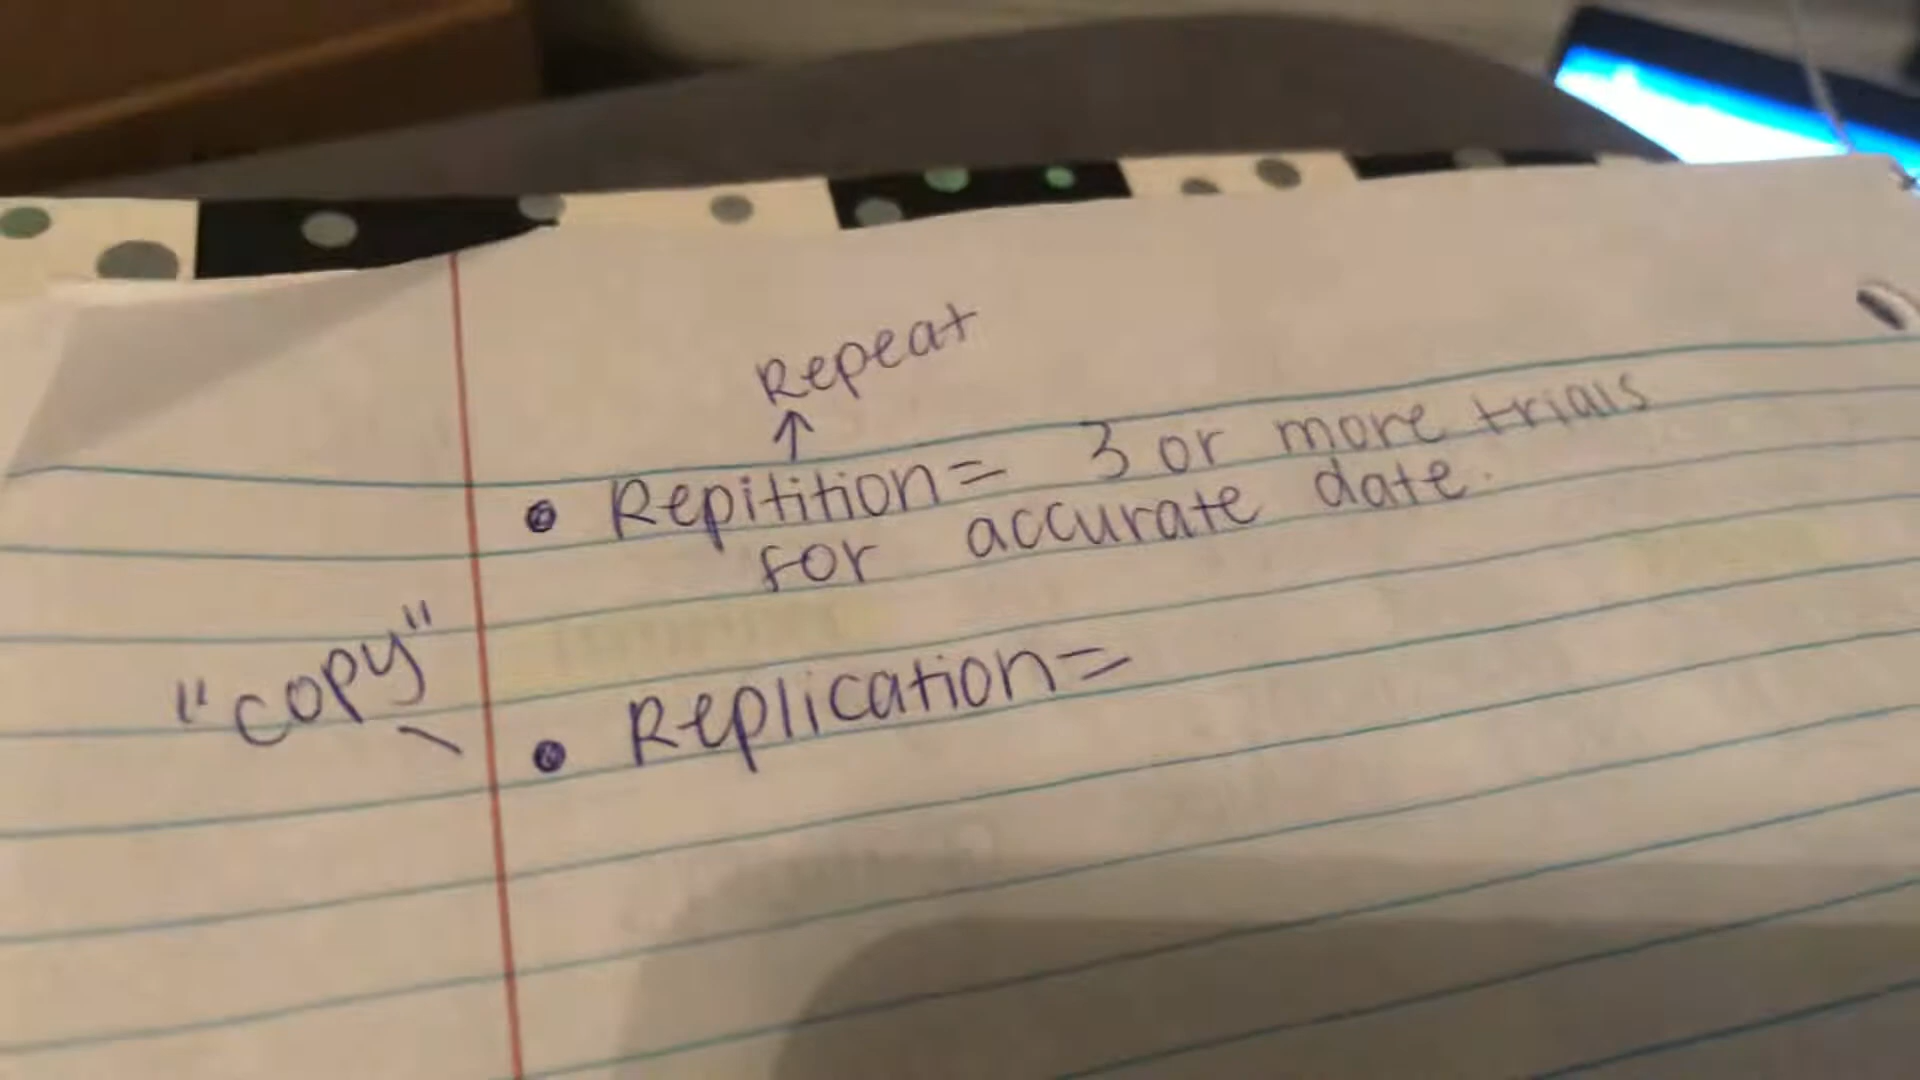 Repeat
↑
• Repitition= 3 or more trials
for accurate date.
"copy"
\
• Replication=